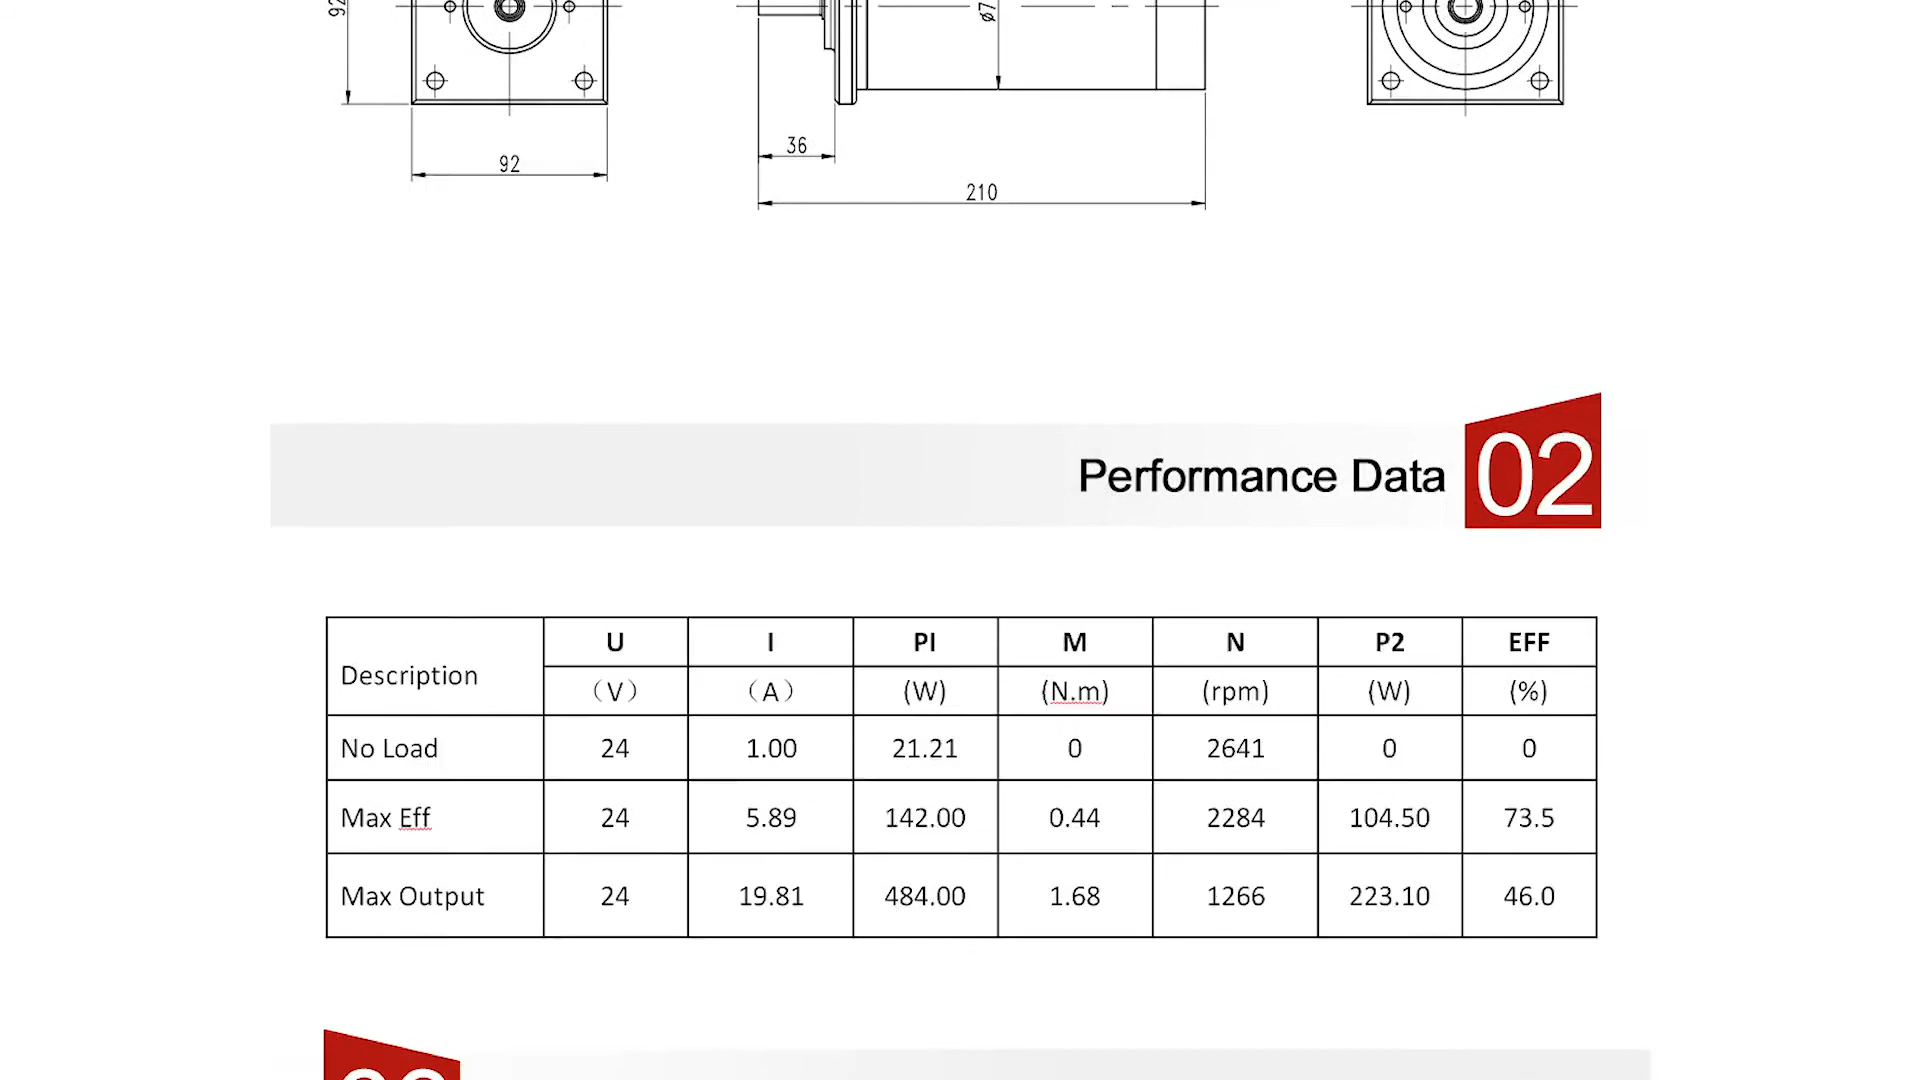 92
36
210
Performance Data 02
Description U I PI M N P2 EFF
（V） （A） (W) (N.m) (rpm) (W) (%)
No Load 24 1.00 21.21 0 2641 0 0
Max Eff 24 5.89 142.00 0.44 2284 104.50 73.5
Max Output 24 19.81 484.00 1.68 1266 223.10 46.0